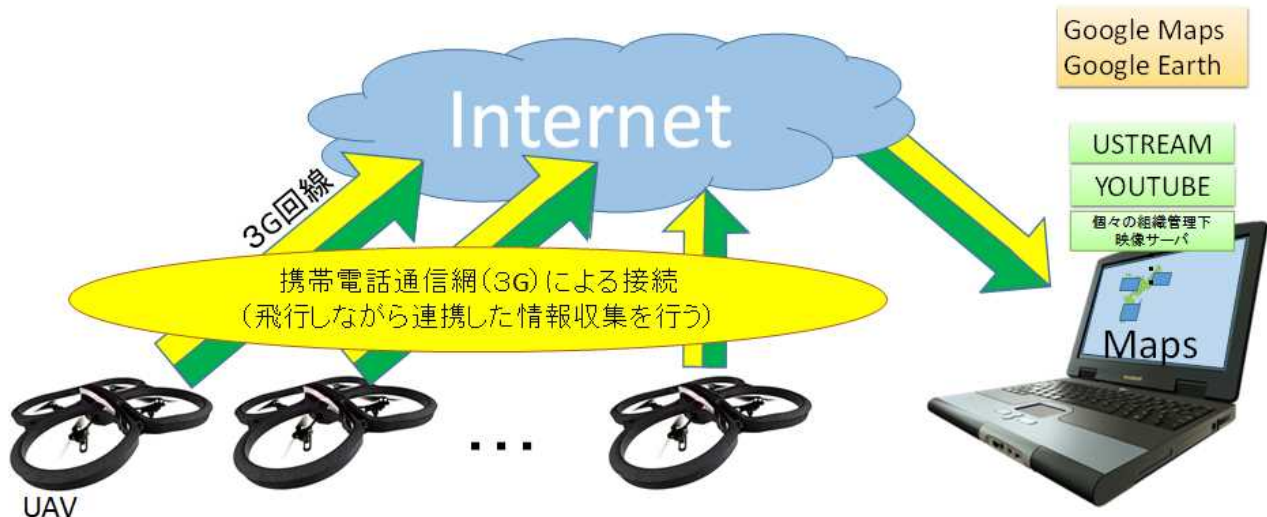 Google Maps
Google Earth
Internet
USTREAM
YOUTUBE
個々の組織管理下
映像サーバ
3G回線
携帯電話通信網(3G)による接続
(飛行しながら連携した情報収集を行う)
Maps
...
UAV